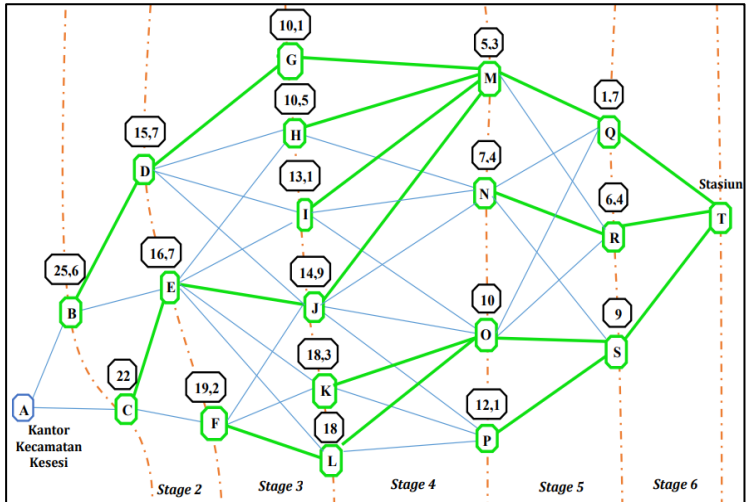 10,1
G
5,3
M
10,5
H
1,7
Q
15,7
D
13,1
I
7,4
N
6,4
R
Stasiun
T
25,6
B
16,7
E
14,9
J
10
O
9
S
22
C
A
Kantor
Kecamatan
Kesesi
19,2
F
18,3
K
18
L
12,1
P
Stage 2
Stage 3
Stage 4
Stage 5
Stage 6